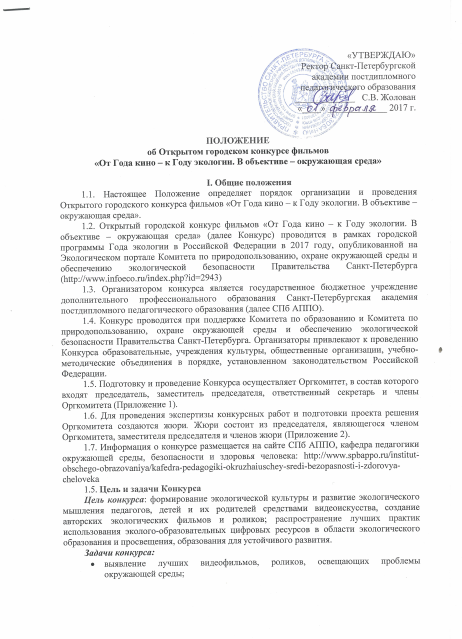 «УТВЕРЖДАЮ»
Ректор Санкт-Петербургской
академии постдипломного
педагогического образования
С.В. Жолован
« 01 » февраля 2017 г.
ПОЛОЖЕНИЕ
об Открытом городском конкурсе фильмов
«От Года кино – к Году экологии. В объективе – окружающая среда»
I. Общие положения
1.1. Настоящее Положение определяет порядок организации и проведения
Открытого городского конкурса фильмов «От Года кино – к Году экологии. В объективе –
окружающая среда».
1.2. Открытый городской конкурс фильмов «От Года кино – к Году экологии. В
объективе – окружающая среда» (далее Конкурс) проводится в рамках городской
программы Года экологии в Российской Федерации в 2017 году, опубликованной на
Экологическом портале Комитета по природопользованию, охране окружающей среды и
обеспечению экологической безопасности Правительства Санкт-Петербурга
(http://www.infoeco.ru/index.php?id=2943)
1.3. Организатором конкурса является государственное бюджетное учреждение
дополнительного профессионального образования Санкт-Петербургская академия
постдипломного педагогического образования (далее СПб АППО).
1.4. Конкурс проводится при поддержке Комитета по образованию и Комитета по
природопользованию, охране окружающей среды и обеспечению экологической
безопасности Правительства Санкт-Петербурга. Организаторы привлекают к проведению
Конкурса образовательные, учреждения культуры, общественные организации, учебно-
методические объединения в порядке, установленном законодательством Российской
Федерации.
1.5. Подготовку и проведение Конкурса осуществляет Оргкомитет, в состав которого
входят председатель, заместитель председателя, ответственный секретарь и члены
Оргкомитета (Приложение 1).
1.6. Для проведения экспертизы конкурсных работ и подготовки проекта решения
Оргкомитета создаются жюри. Жюри состоит из председателя, являющегося членом
Оргкомитета, заместителя председателя и членов жюри (Приложение 2).
1.7. Информация о конкурсе размещается на сайте СПб АППО, кафедра педагогики
окружающей среды, безопасности и здоровья человека: http://www.spbappo.ru/institut-
obschego-obrazovaniya/kafedra-pedagogiki-okruzhaiuschey-sredi-bezopasnosti-i-zdorovya-
cheloveka
1.5. Цель и задачи Конкурса
Цель конкурса: формирование экологической культуры и развитие экологического
мышления педагогов, детей и их родителей средствами видеоискусства, создание
авторских экологических фильмов и роликов; распространение лучших практик
использования эколого-образовательных цифровых ресурсов в области экологического
образования и просвещения, образования для устойчивого развития.
Задачи конкурса:
• выявление лучших видеофильмов, роликов, освещающих проблемы
окружающей среды;